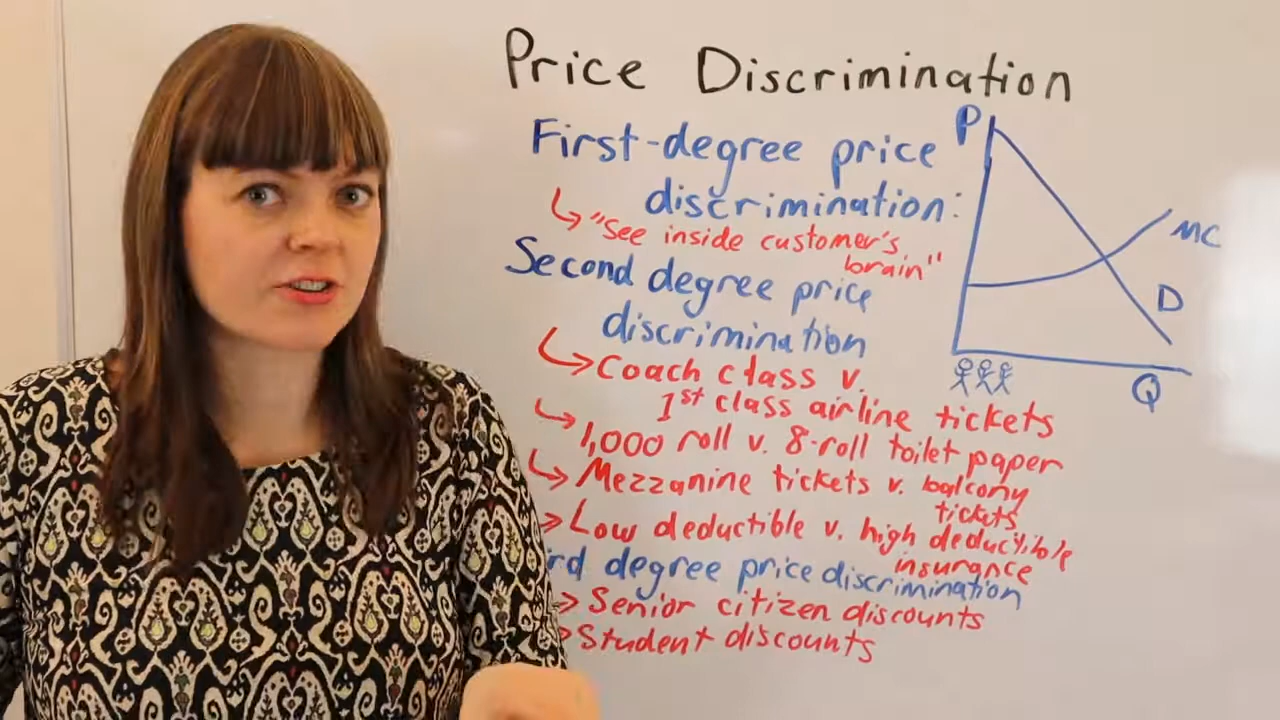 Price Discrimination
First-degree price
discrimination:
"See inside customer's
brain"
Second degree price
discrimination
Coach class v.
1st class airline tickets
1,000 roll v. 8-roll toilet paper
Mezzanine tickets v. balcony
tickets
Low deductible v. high deductible
insurance
ird degree price discrimination
Senior citizen discounts
Student discounts
P
MC
D
Q